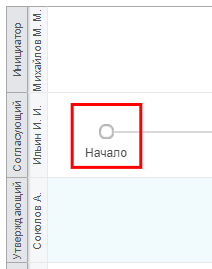 Инициатор
Михайлов М. М.
Согласующий
Ильин И. И.
Начало
Утверждающий
Соколов А.